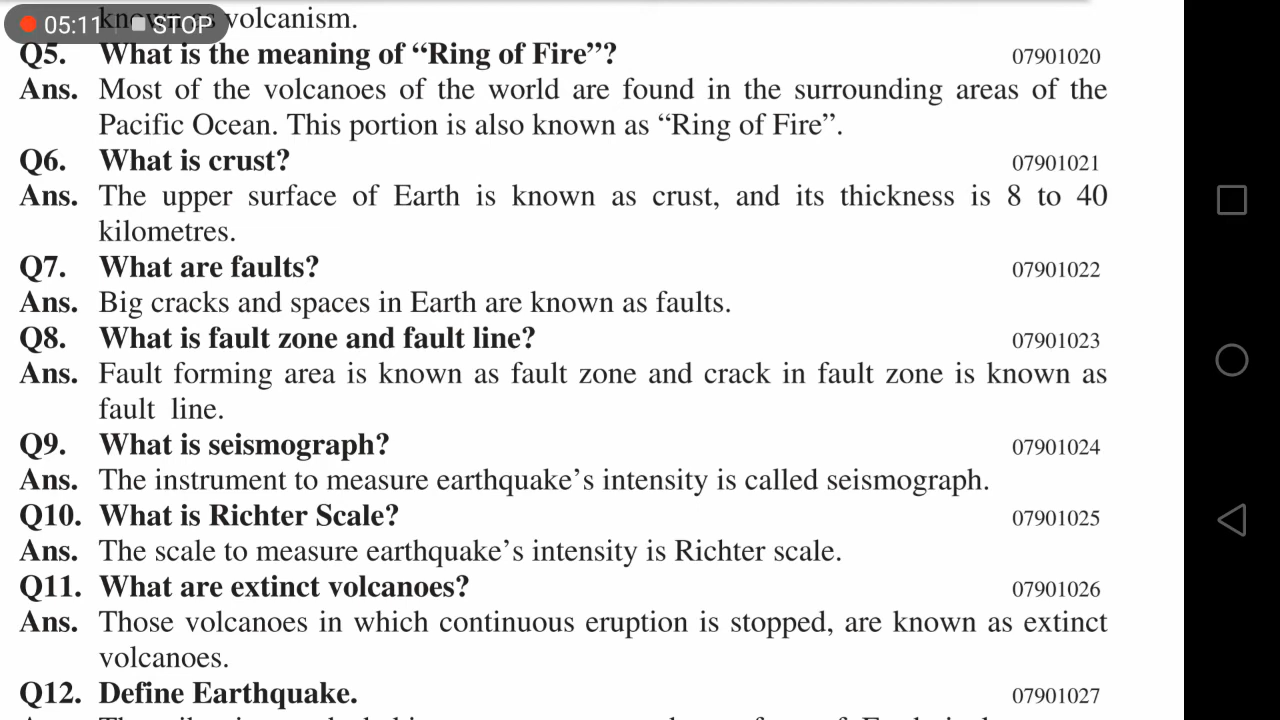 known as volcanism.
05:11 STOP
Q5. What is the meaning of “Ring of Fire”? 07901020
Ans. Most of the volcanoes of the world are found in the surrounding areas of the
Pacific Ocean. This portion is also known as “Ring of Fire”.
Q6. What is crust? 07901021
Ans. The upper surface of Earth is known as crust, and its thickness is 8 to 40
kilometres.
Q7. What are faults? 07901022
Ans. Big cracks and spaces in Earth are known as faults.
Q8. What is fault zone and fault line? 07901023
Ans. Fault forming area is known as fault zone and crack in fault zone is known as
fault line.
Q9. What is seismograph? 07901024
Ans. The instrument to measure earthquake’s intensity is called seismograph.
Q10. What is Richter Scale? 07901025
Ans. The scale to measure earthquake’s intensity is Richter scale.
Q11. What are extinct volcanoes? 07901026
Ans. Those volcanoes in which continuous eruption is stopped, are known as extinct
volcanoes.
Q12. Define Earthquake. 07901027